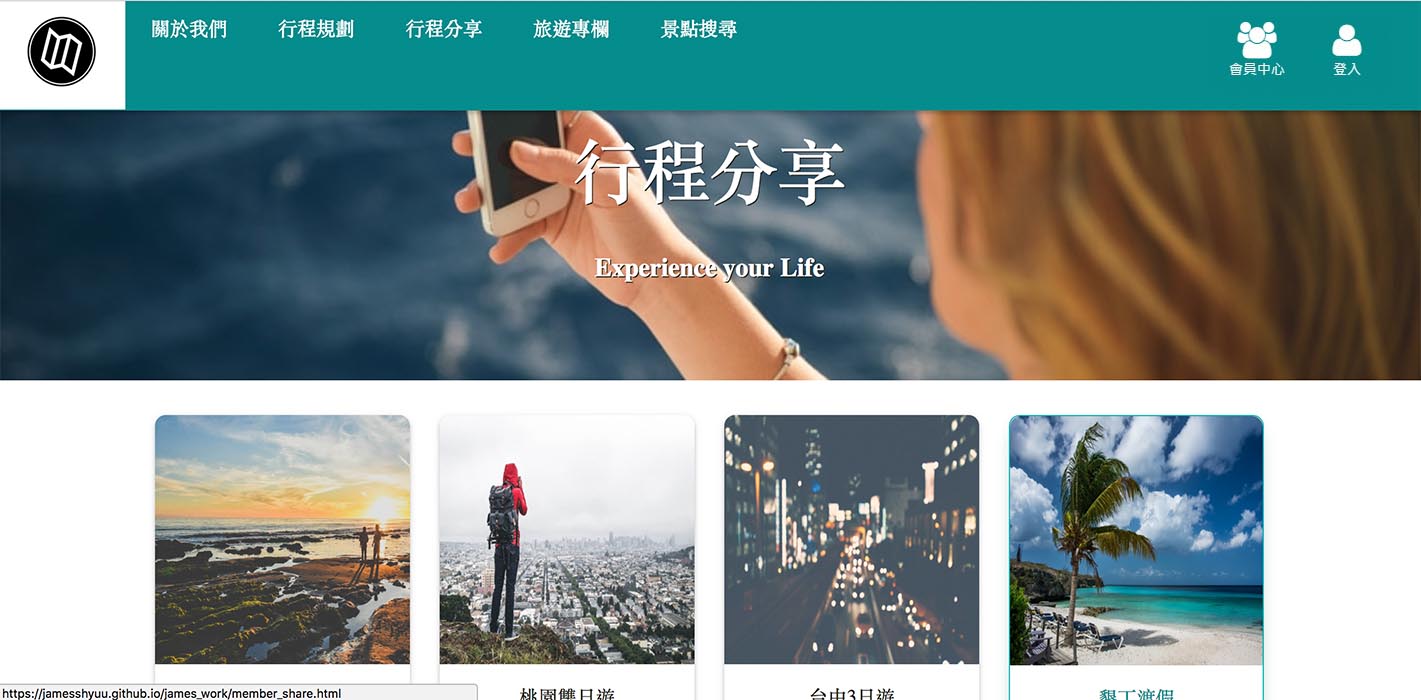 關於我們
行程規劃
行程分享
旅遊專欄
景點搜尋
會員中心
登入
行程分享
Experience your Life
桃園雙日遊
台中3日遊
墾丁渡假
https://jamesshyuu.github.io/james_work/member_share.html